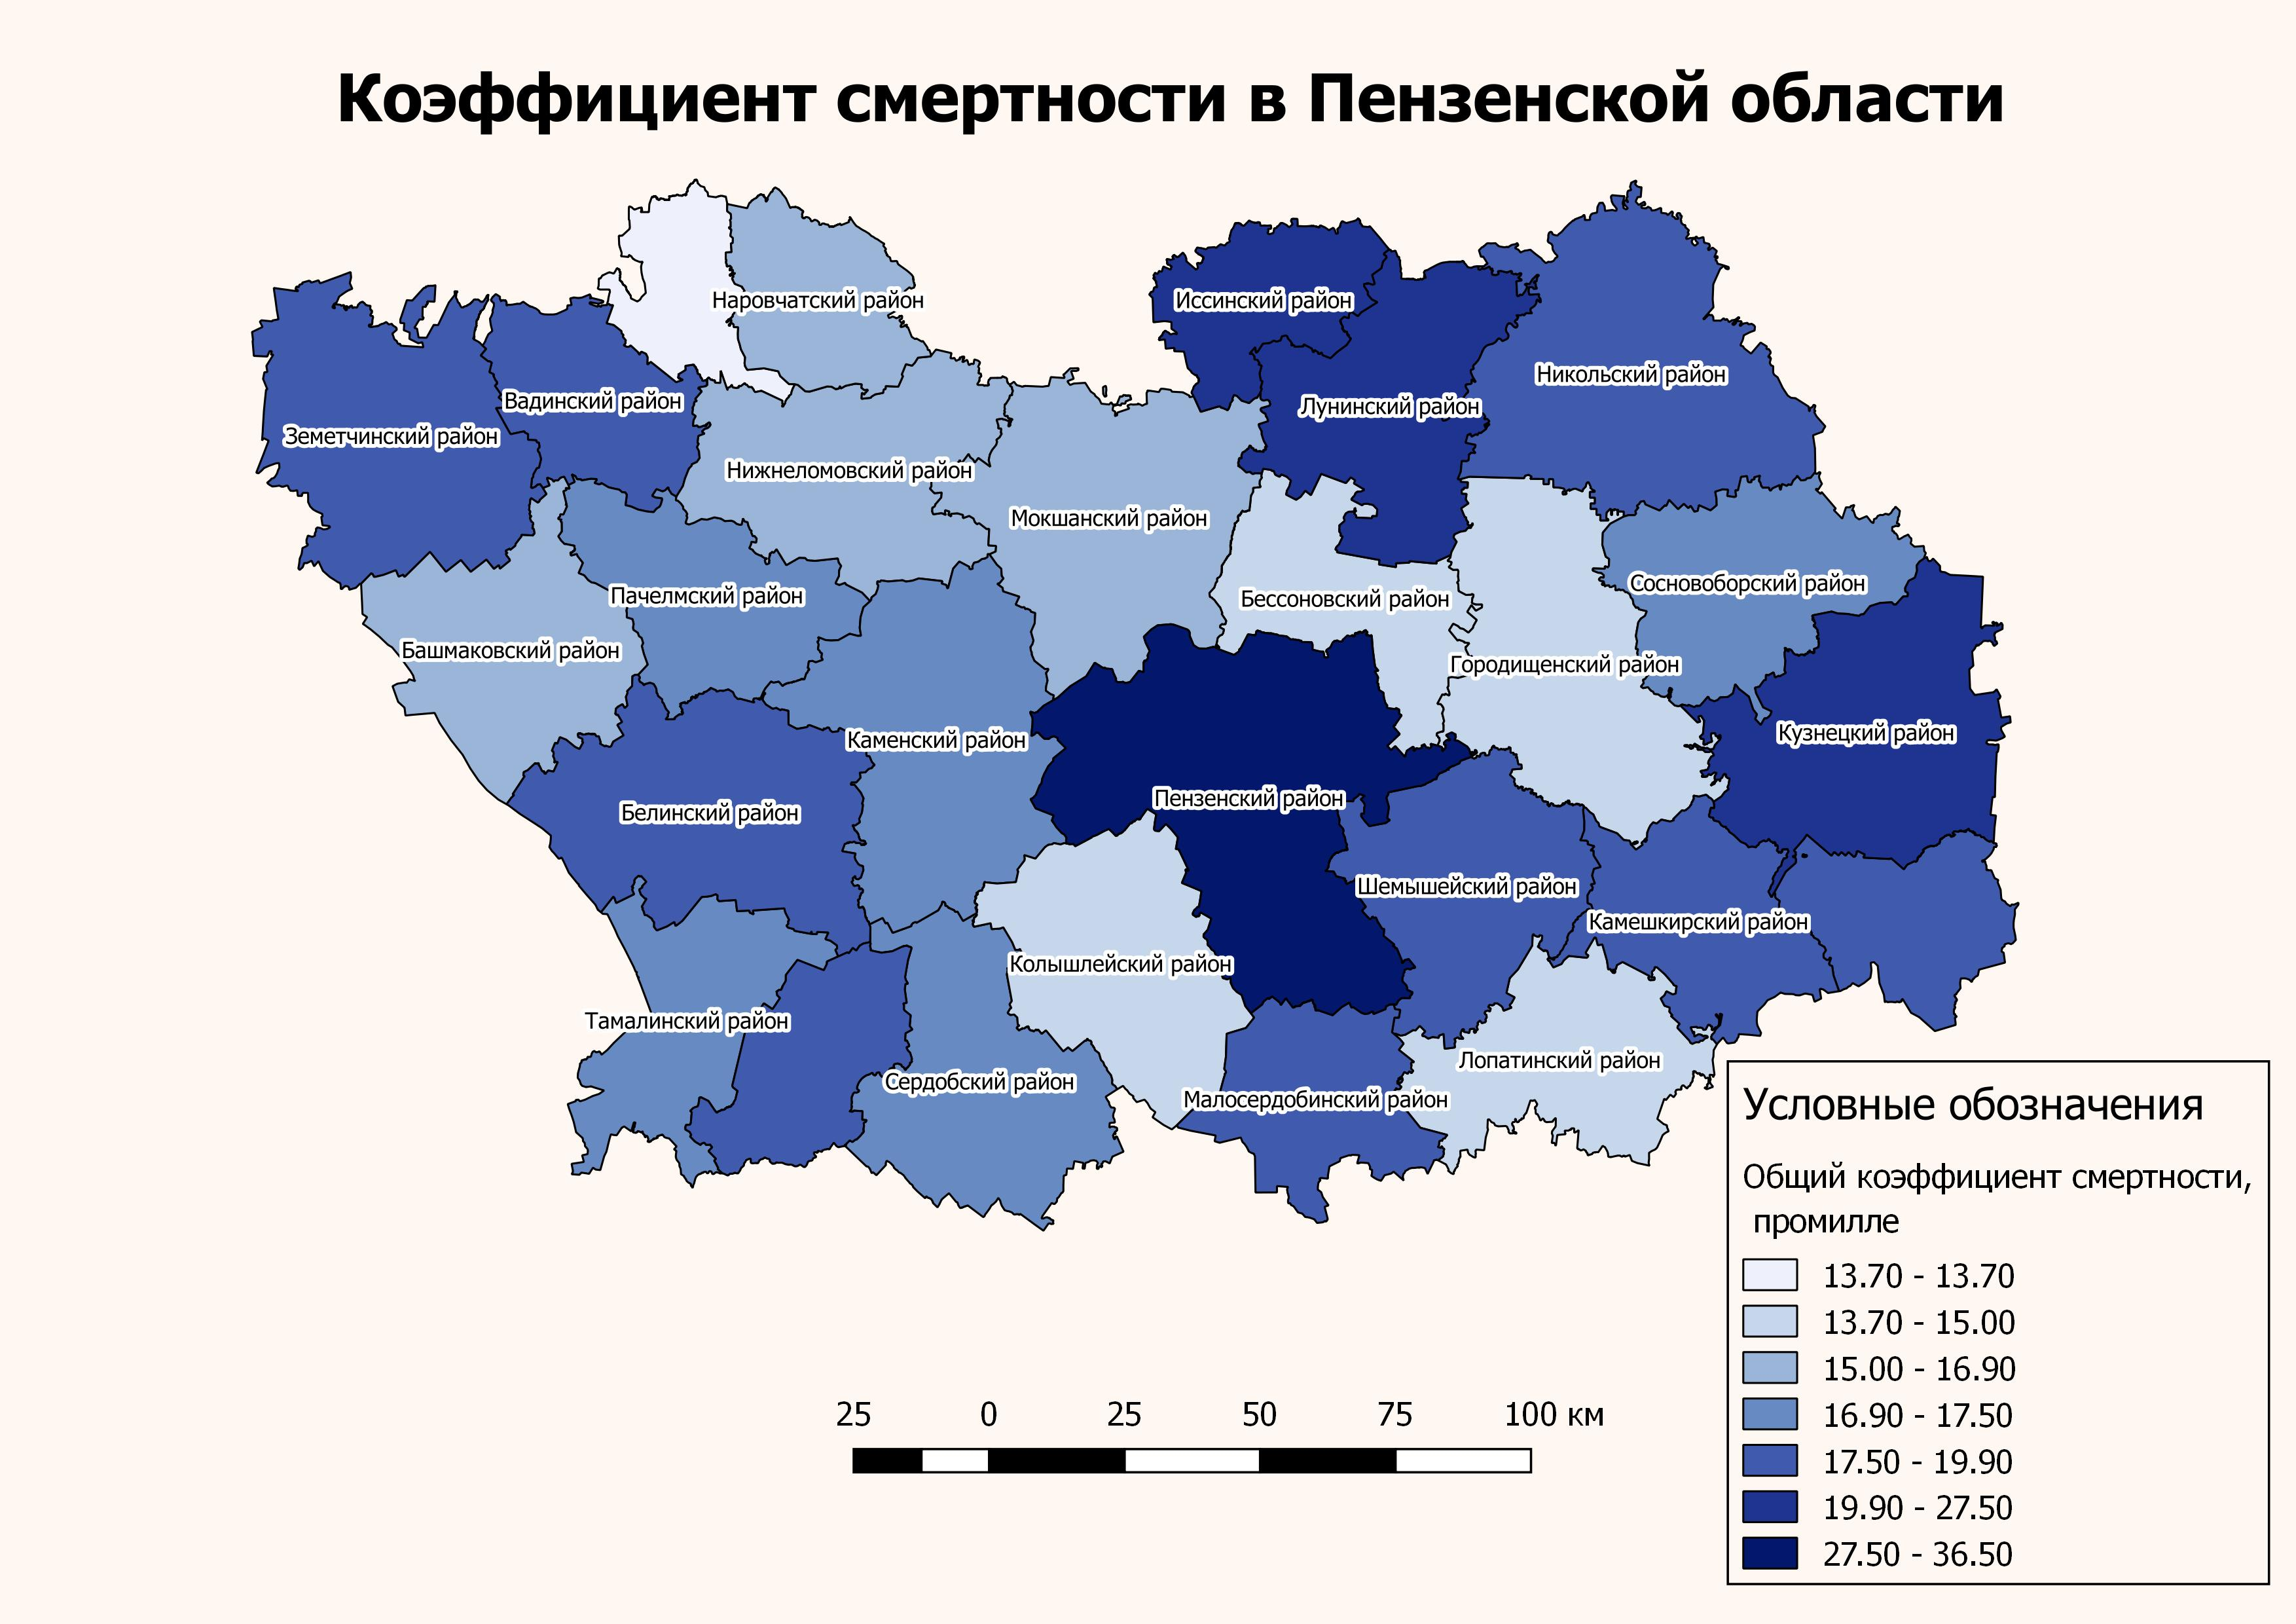 Коэффициент смертности в Пензенской области
Наровчатский район
Иссинский район
Никольский район
Вадинский район
Лунинский район
Земетчинский район
Нижнеломовский район
Мокшанский район
Сосновоборский район
Пачелмский район
Бессоновский район
Башмаковский район
Городищенский район
Кузнецкий район
Каменский район
Пензенский район
Белинский район
Шемышейский район
Камешкирский район
Колышлейский район
Тамалинский район
Лопатинский район
Сердобский район
Малосердобинский район
Условные обозначения
Общий коэффициент смертности,
промилле
13.70 - 13.70
13.70 - 15.00
15.00 - 16.90
16.90 - 17.50
17.50 - 19.90
19.90 - 27.50
27.50 - 36.50
25 0 25 50 75 100 км